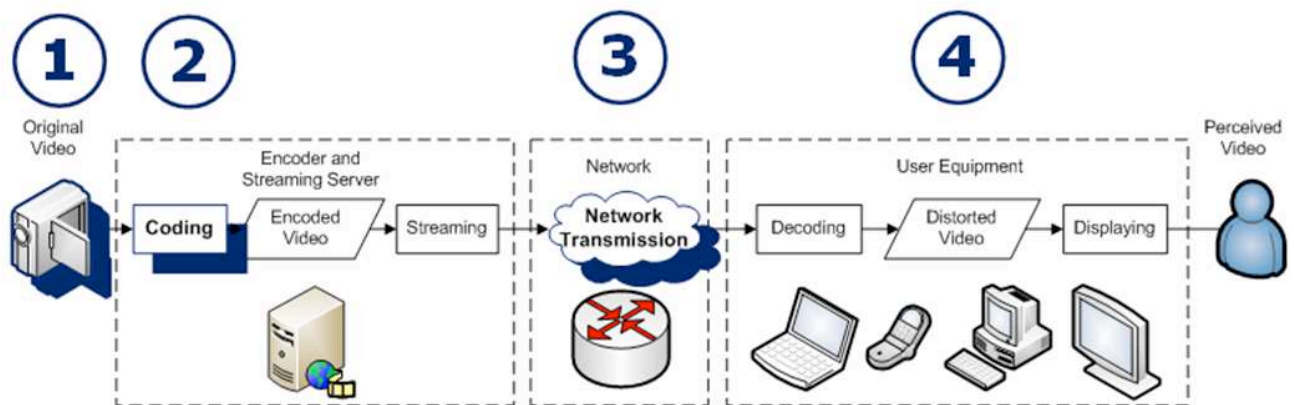 1
2
3
4
Original
Video
Encoder and
Streaming Server
Network
User Equipment
Perceived
Video
Coding
Encoded
Video
Streaming
Network
Transmission
Decoding
Distorted
Video
Displaying